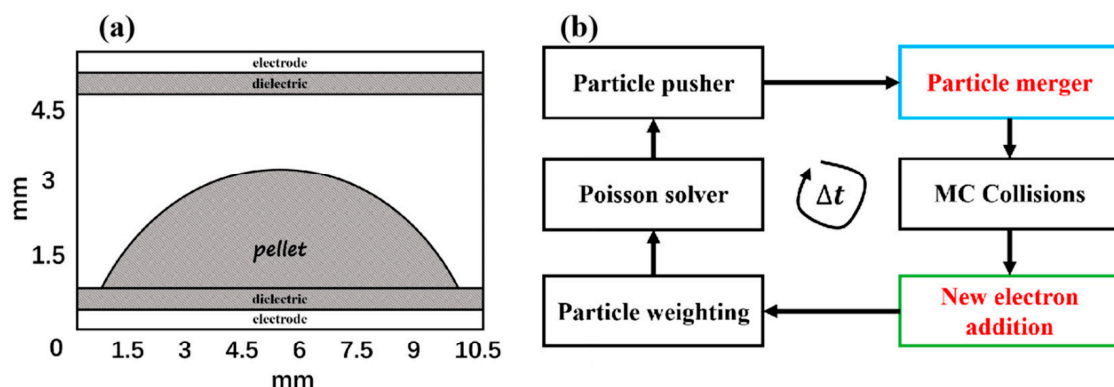 (a)
electrode
dielectric
4.5
3
mm
1.5
pellet
dielectric
electrode
0
1.5 3 4.5 6 7.5 9 10.5
mm
(b)
Particle pusher
Particle merger
Poisson solver
Δt
MC Collisions
Particle weighting
New electron
addition